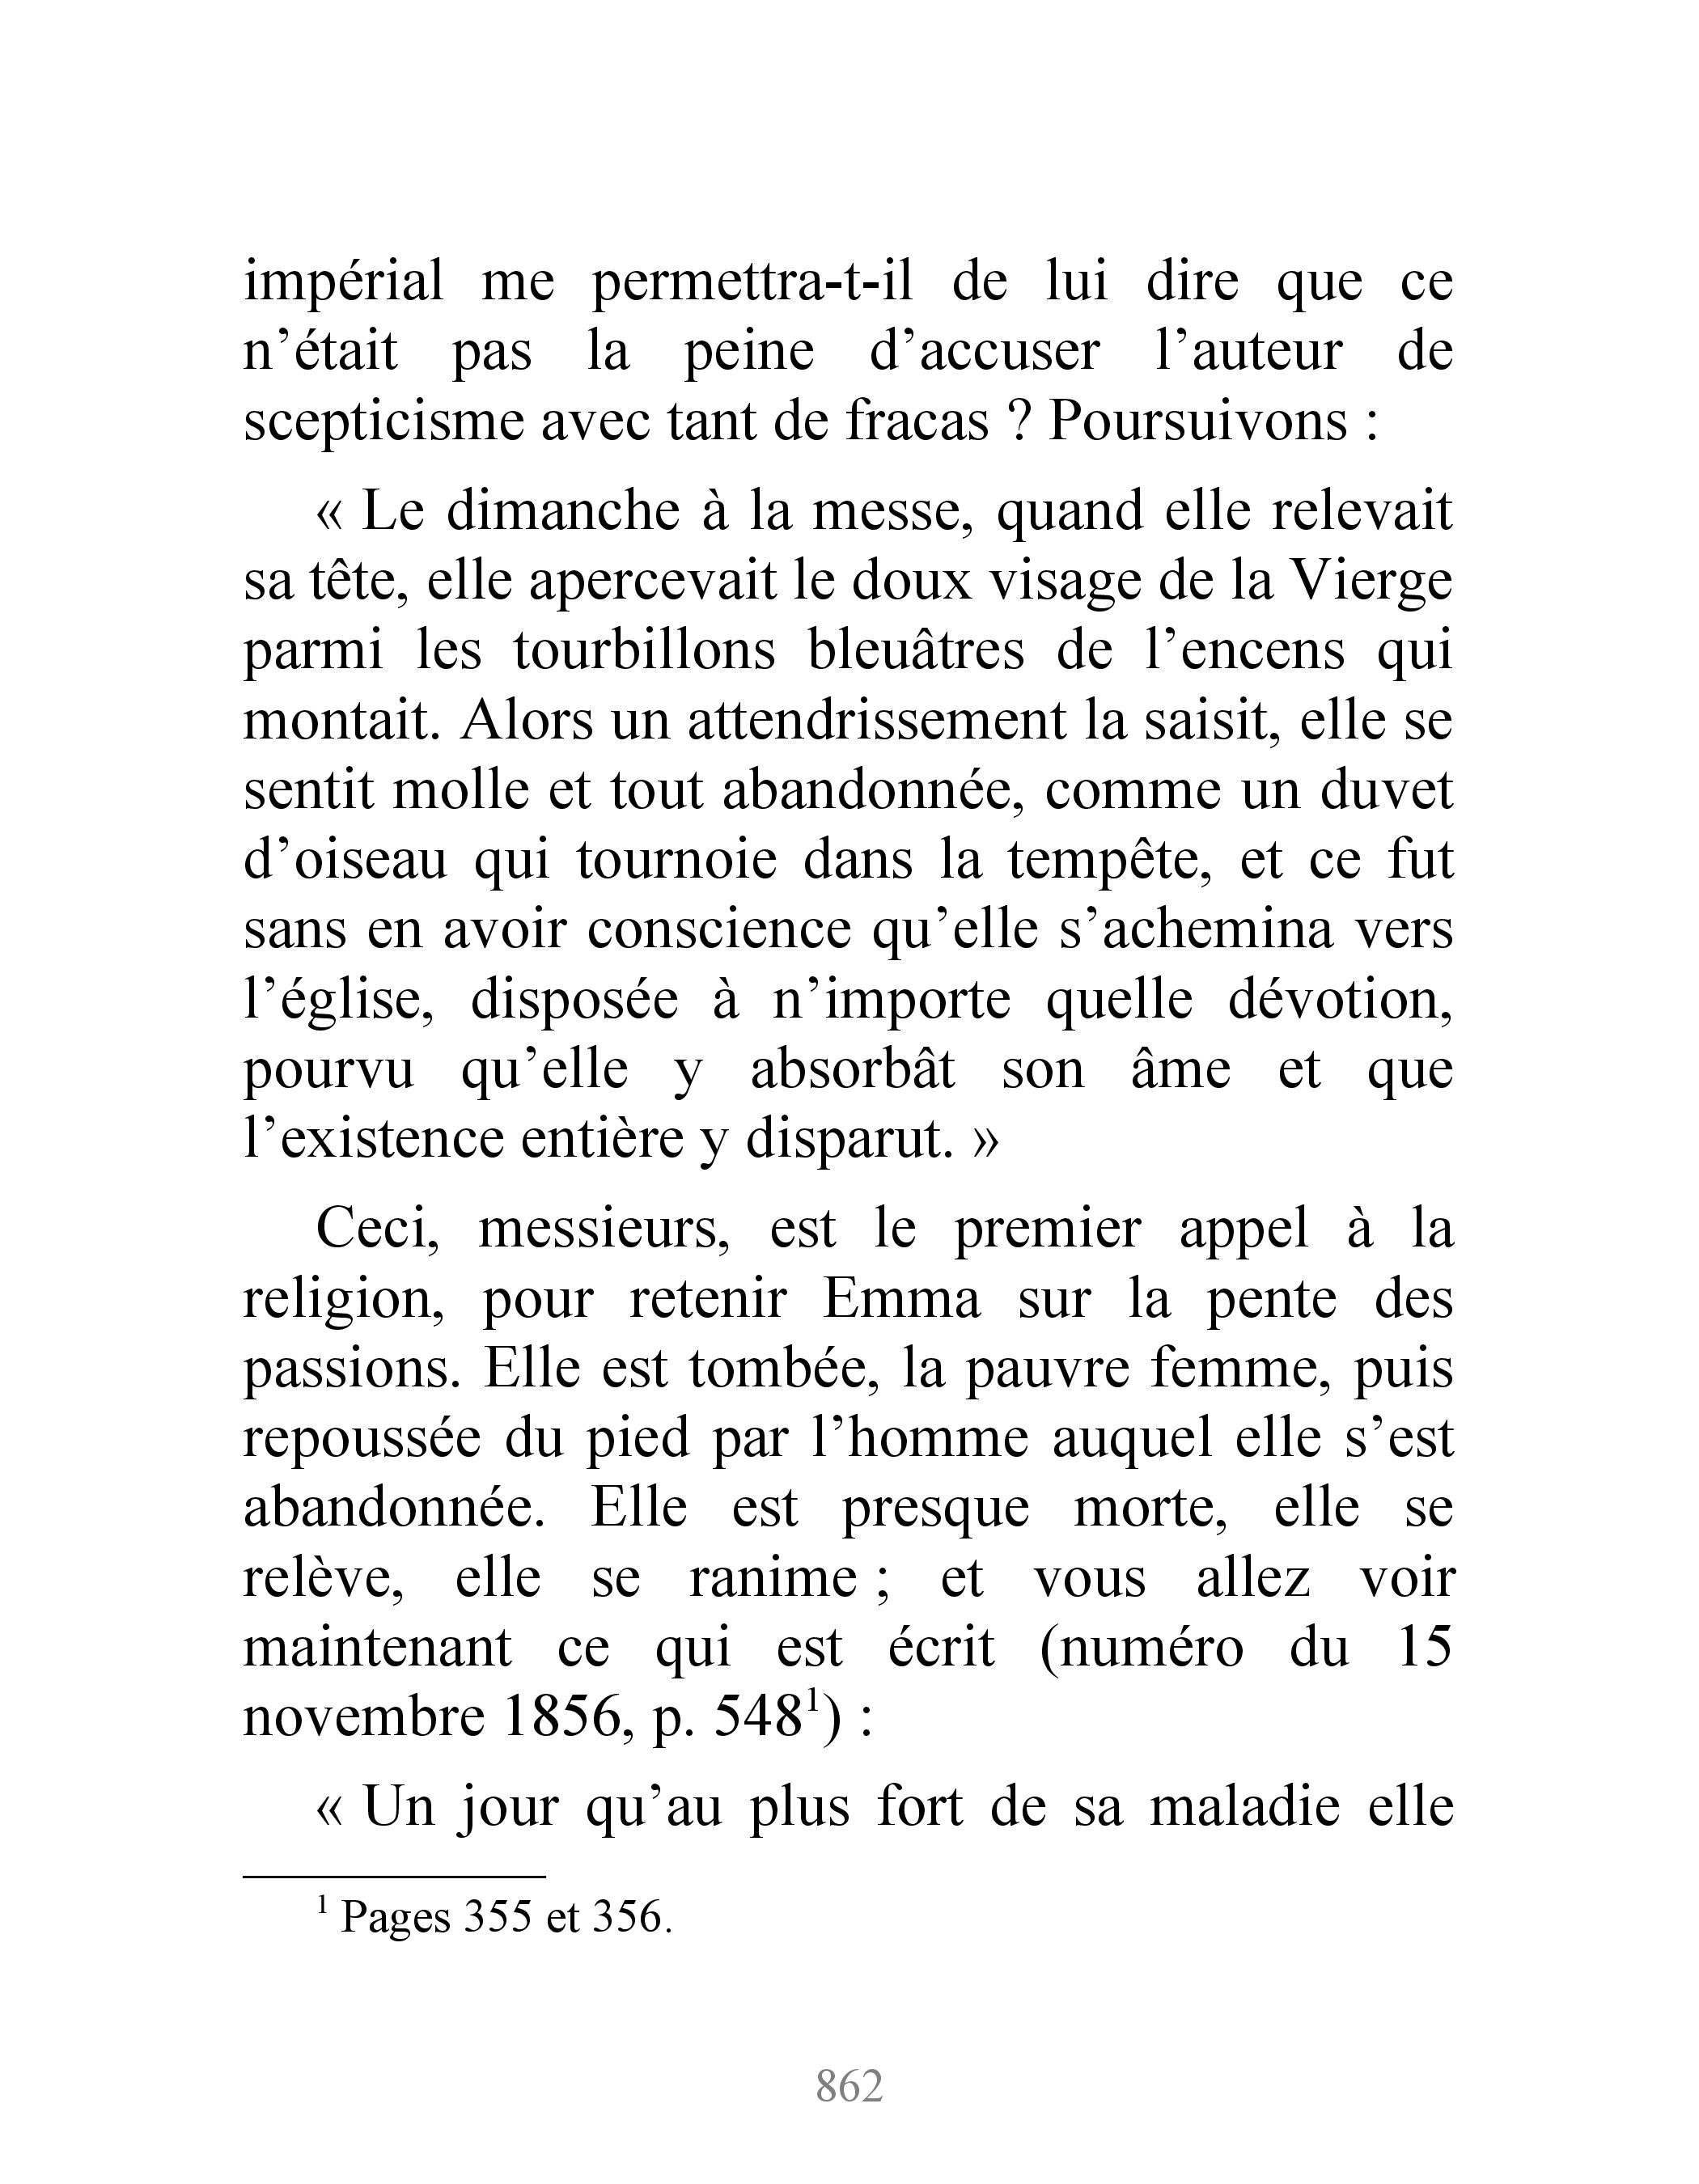 impérial me permettra-t-il de lui dire que ce
n’était pas la peine d’accuser l’auteur de
scepticisme avec tant de fracas ? Poursuivons :
« Le dimanche à la messe, quand elle relevait
sa tête, elle apercevait le doux visage de la Vierge
parmi les tourbillons bleuâtres de l’encens qui
montait. Alors un attendrissement la saisit, elle se
sentit molle et tout abandonnée, comme un duvet
d’oiseau qui tournoie dans la tempête, et ce fut
sans en avoir conscience qu’elle s’achemina vers
l’église, disposée à n’importe quelle dévotion,
pourvu qu’elle y absorbât son âme et que
l’existence entière y disparut. »
Ceci, messieurs, est le premier appel à la
religion, pour retenir Emma sur la pente des
passions. Elle est tombée, la pauvre femme, puis
repoussée du pied par l’homme auquel elle s’est
abandonnée. Elle est presque morte, elle se
relève, elle se ranime ; et vous allez voir
maintenant ce qui est écrit (numéro du 15
novembre 1856, p. 548¹) :
« Un jour qu’au plus fort de sa maladie elle
¹ Pages 355 et 356.
862